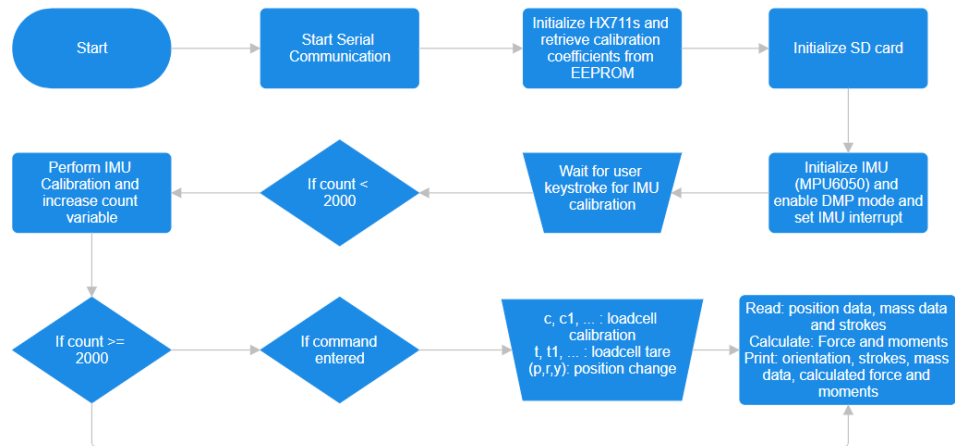 Start
Start Serial
Communication
Initialize HX711s and
retrieve calibration
coefficients from
EEPROM
Initialize SD card
Perform IMU
Calibration and
increase count
variable
If count <
2000
Wait for user
keystroke for IMU
calibration
Initialize IMU
(MPU6050) and
enable DMP mode and
set IMU interrupt
If count >=
2000
If command
entered
c, c1, ... : loadcell
calibration
t, t1, ... : loadcell tare
(p,r,y): position change
Read: position data, mass data
and strokes
Calculate: Force and moments
Print: orientation, strokes, mass
data, calculated force and
moments